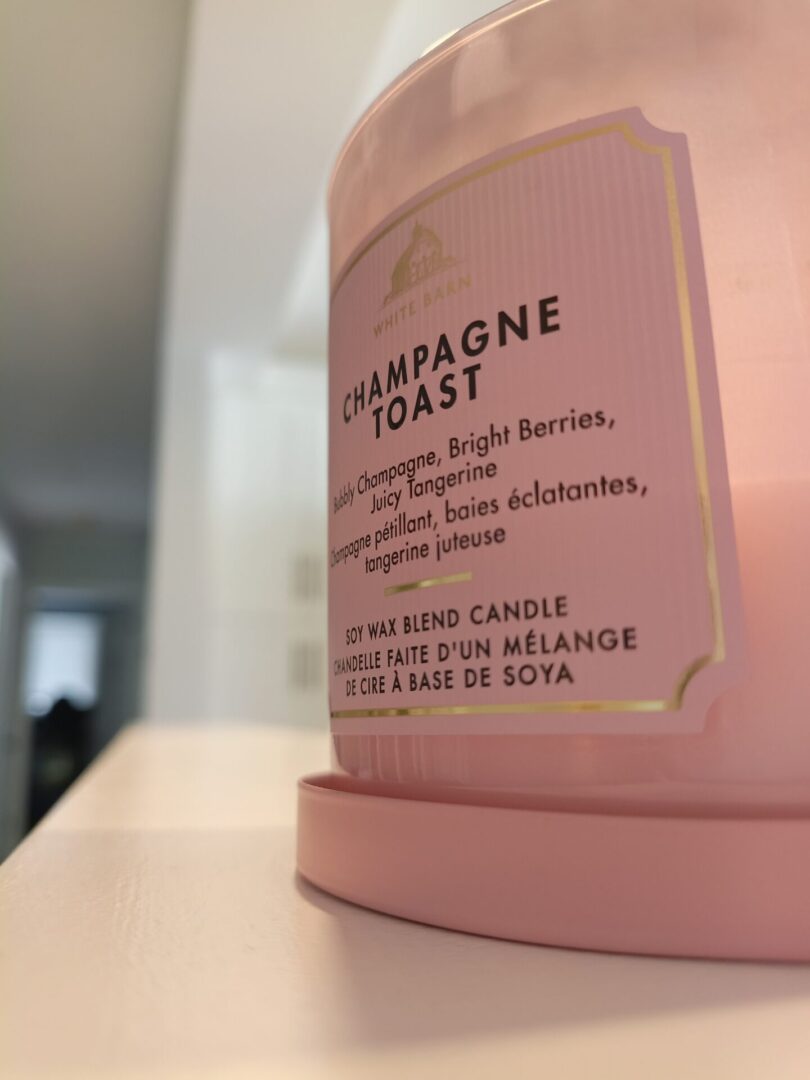 WHITE BARN
CHAMPAGNE
TOAST
Bubbly Champagne, Bright Berries,
Juicy Tangerine
Champagne pétillant, baies éclatantes,
tangerine juteuse
SOY WAX BLEND CANDLE
CHANDELLE FAITE D'UN MÉLANGE
DE CIRE À BASE DE SOYA